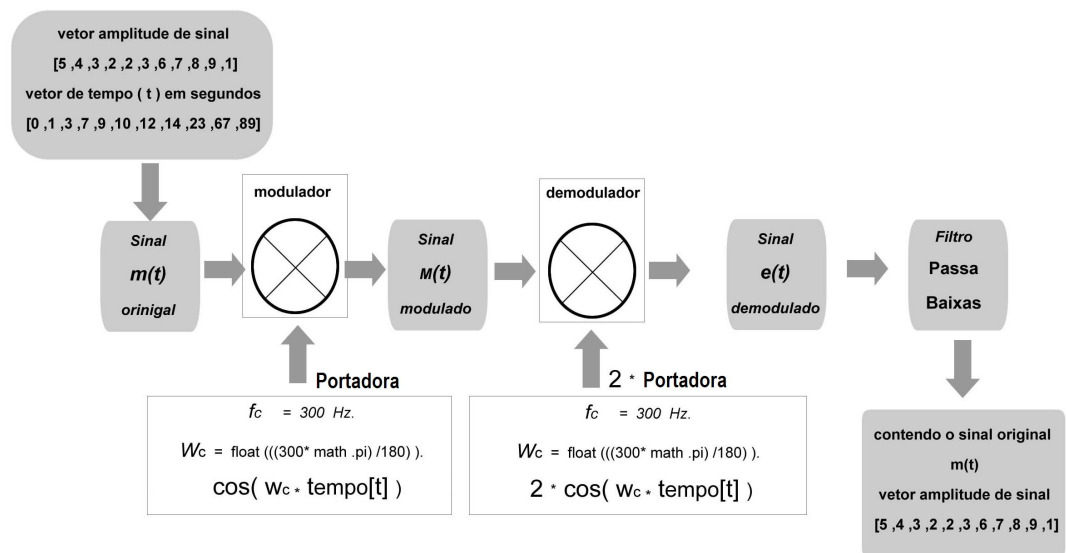 vetor amplitude de sinal
[5 ,4 ,3 ,2 ,2 ,3 ,6 ,7 ,8 ,9 ,1]
vetor de tempo ( t ) em segundos
[0 ,1 ,3 ,7 ,9 ,10 ,12 ,14 ,23 ,67 ,89]
Sinal
m(t)
orinigal
modulador
Sinal
M(t)
modulado
demodulador
Sinal
e(t)
demodulado
Filtro
Passa
Baixas
Portadora
fc = 300 Hz.
Wc = float (((300* math .pi) /180) ).
cos( wc * tempo[t] )
2 * Portadora
fc = 300 Hz.
Wc = float (((300* math .pi) /180) ).
2 * cos( wc * tempo[t] )
contendo o sinal original
m(t)
vetor amplitude de sinal
[5 ,4 ,3 ,2 ,2 ,3 ,6 ,7 ,8 ,9 ,1]